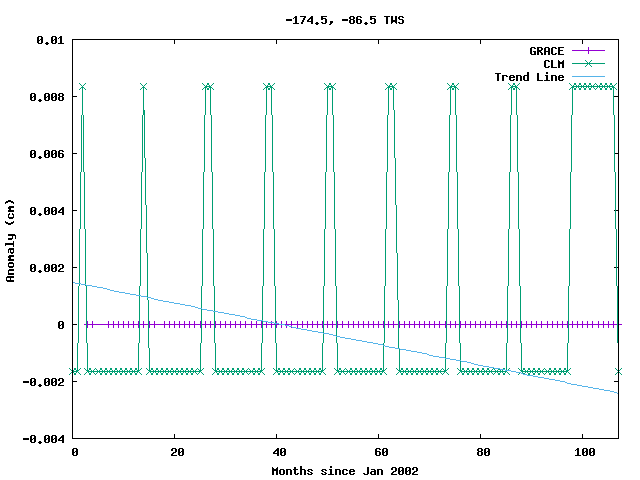 -174.5, -86.5 TWS
GRACE
CLM
Trend Line
0.01
0.008
0.006
0.004
0.002
0
-0.002
-0.004
Anomaly (cm)
0 20 40 60 80 100
Months since Jan 2002